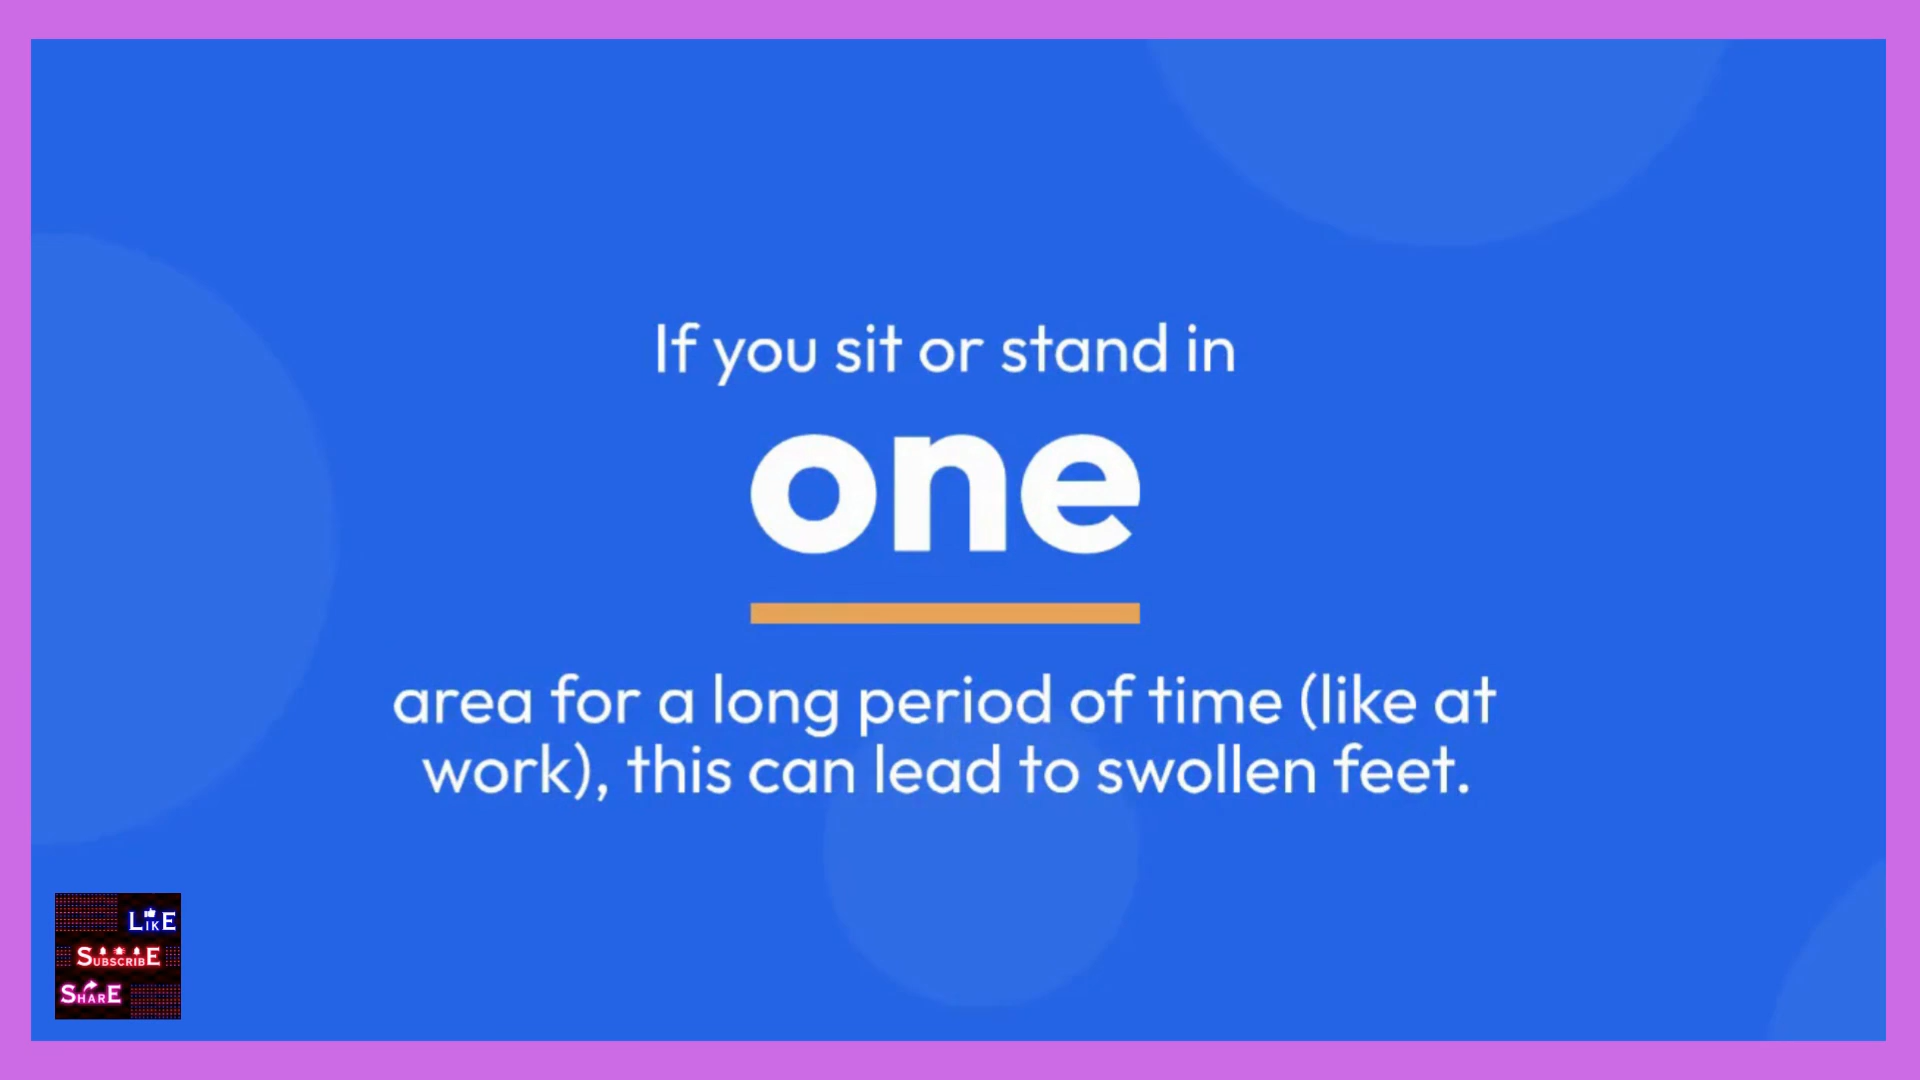 If you sit or stand in
one
area for a long period of time (like at
work), this can lead to swollen feet.
LIKE
SUBSCRIBE
SHARE